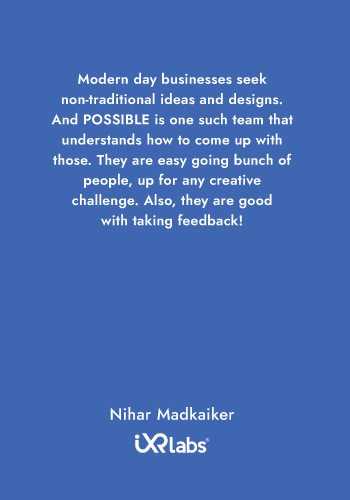 Modern day businesses seek
non-traditional ideas and designs.
And POSSIBLE is one such team that
understands how to come up with
those. They are easy going bunch of
people, up for any creative
challenge. Also, they are good
with taking feedback!
Nihar Madkaiker
iXRlabs®